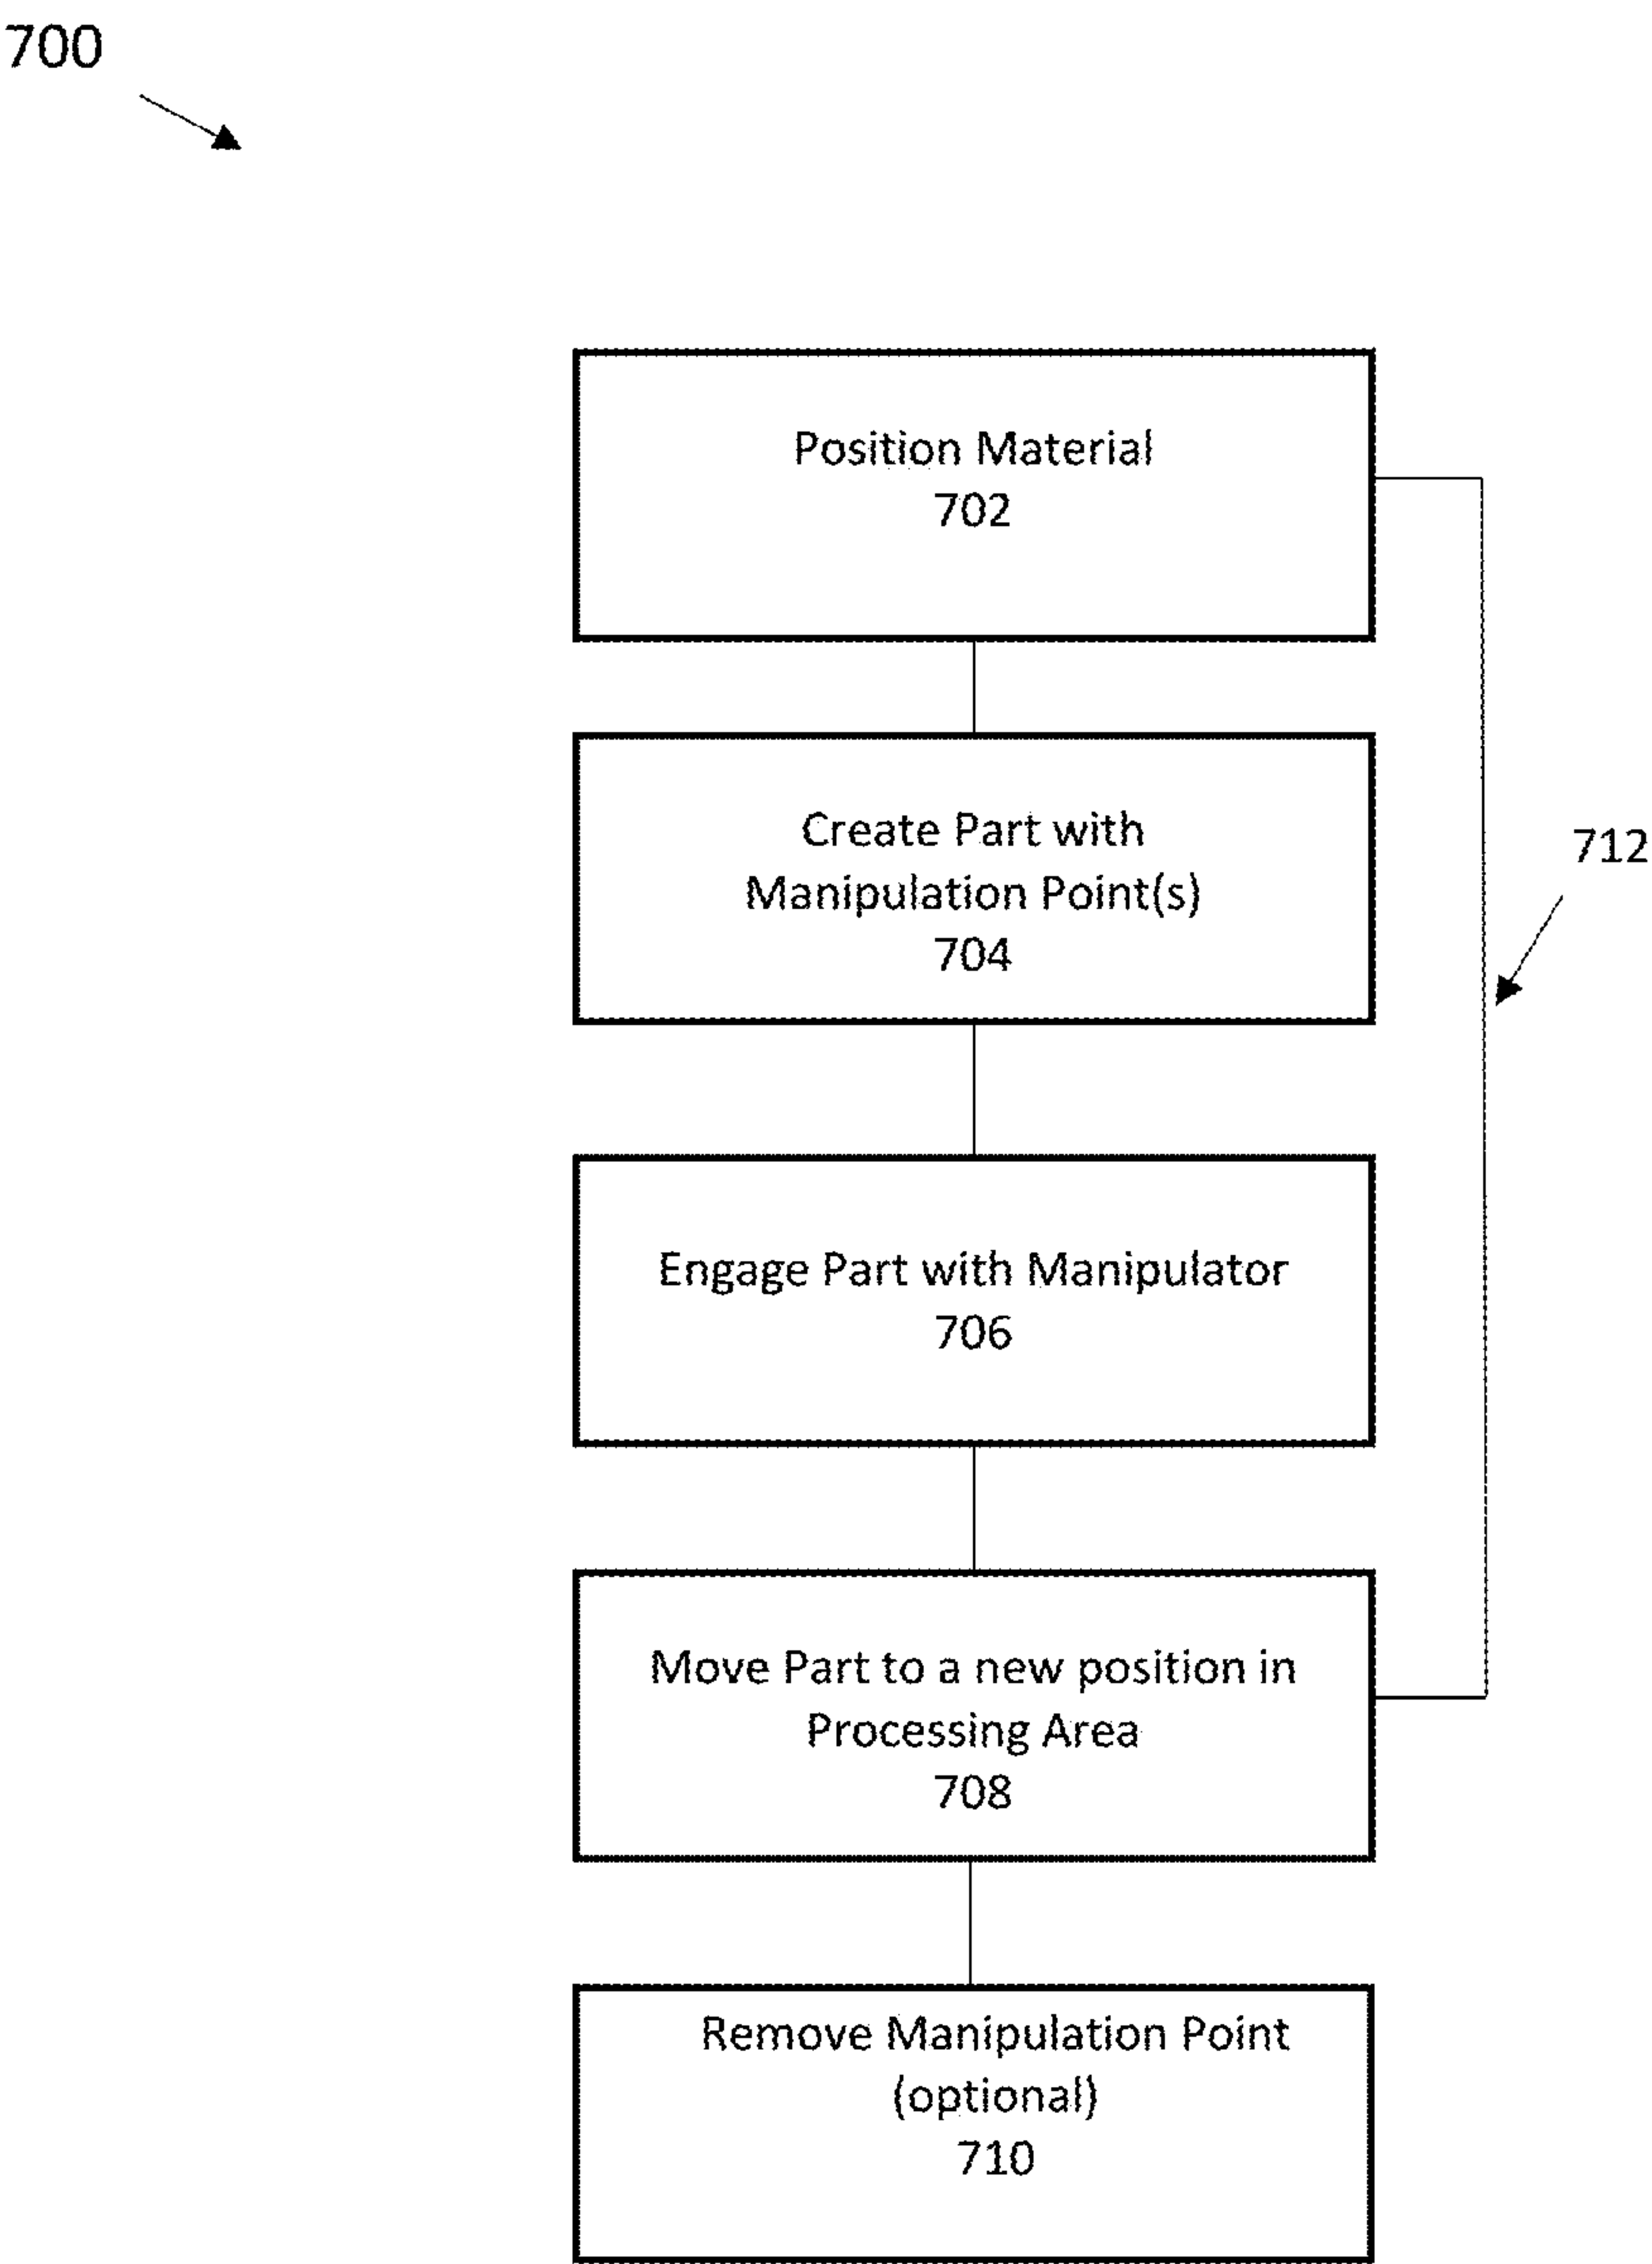 700
Position Material
702
Create Part with
Manipulation Point(s)
704
712
Engage Part with Manipulator
706
Move Part to a new position in
Processing Area
708
Remove Manipulation Point
(optional)
710